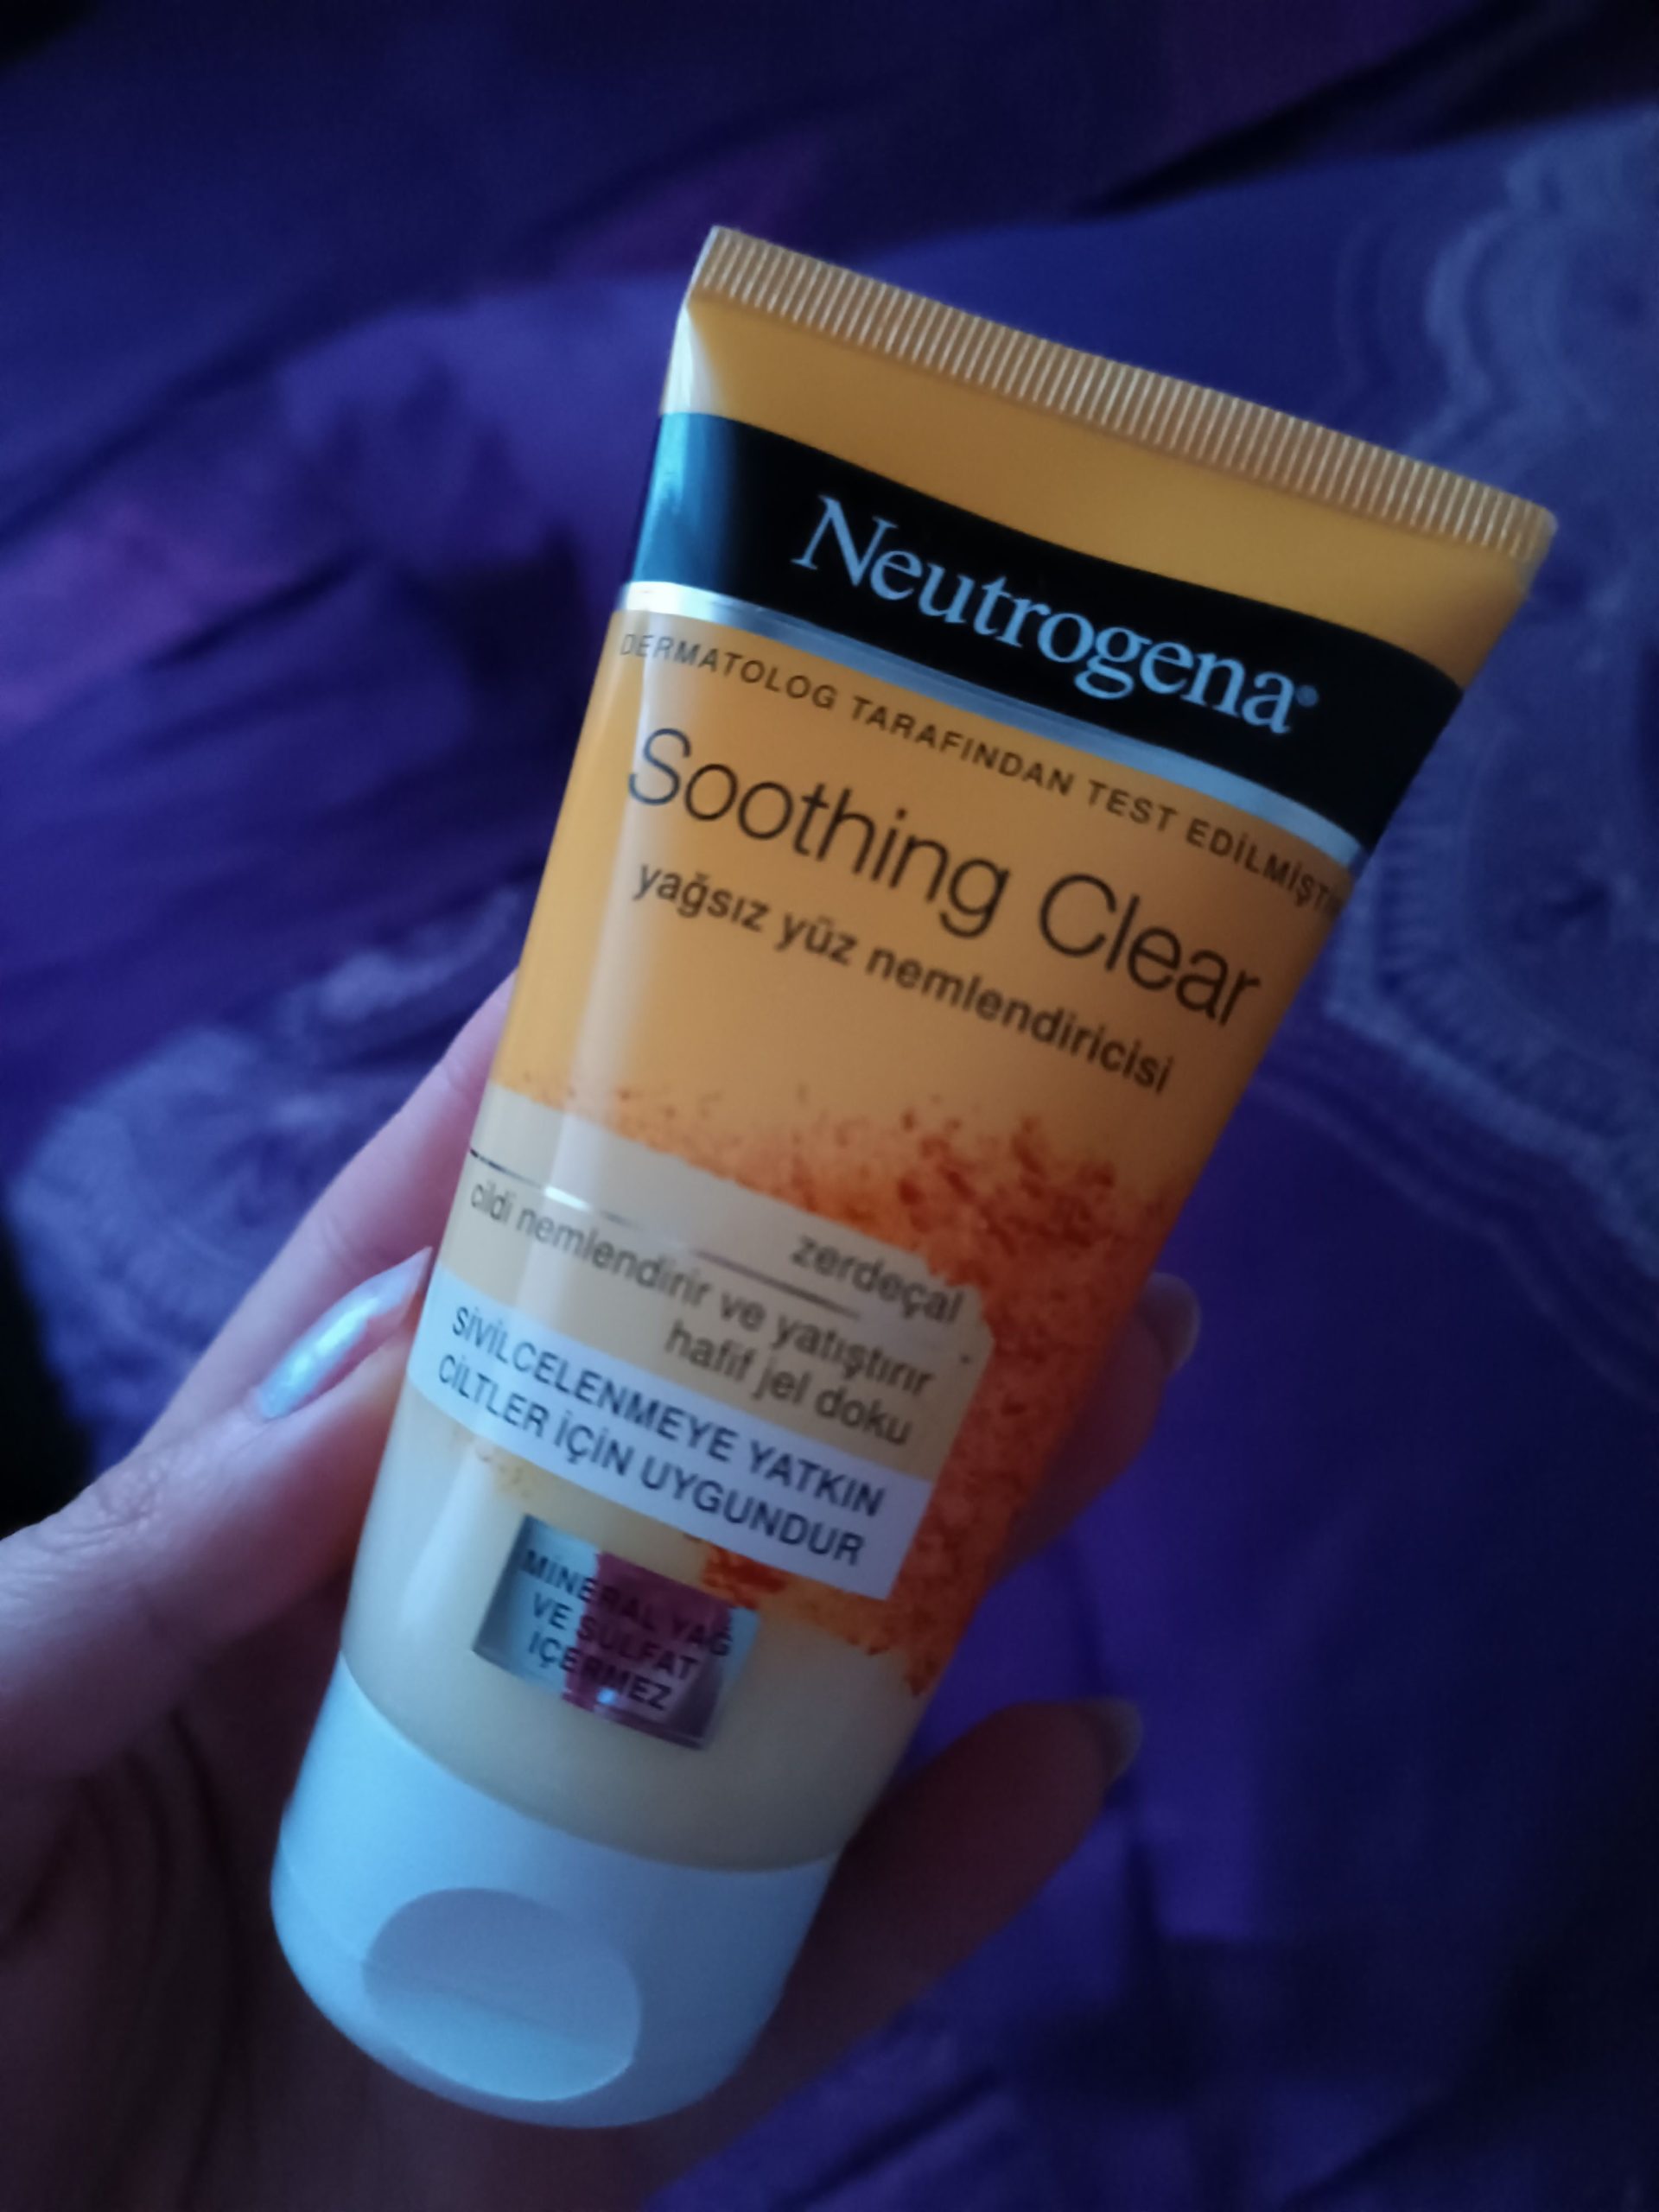 Neutrogena®
DERMATOLOG TARAFINDAN TEST EDİLMİŞTİR
Soothing Clear
yağsız yüz nemlendiricisi
zerdeçal
cildi nemlendirir ve yatıştırır
hafif jel doku
SİVİLCELENMEYE YATKIN
CİLTLER İÇİN UYGUNDUR
MİNERAL YAĞ
VE SÜLFAT
İÇERMEZ